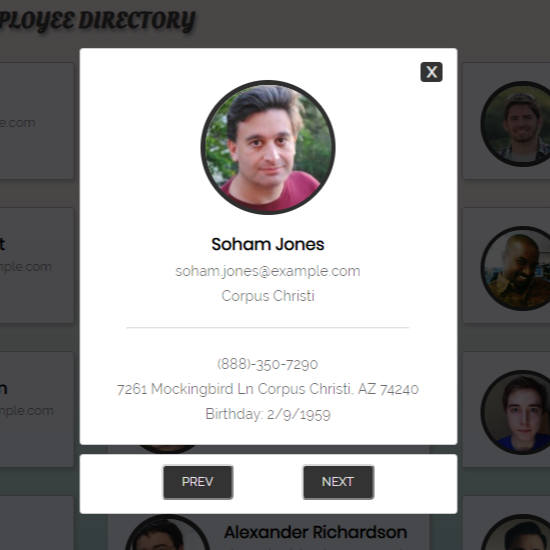 PLOYEE DIRECTORY
X
e.com
Soham Jones
soham.jones@example.com
Corpus Christi
t
mple.com
(888)-350-7290
7261 Mockingbird Ln Corpus Christi, AZ 74240
n
mple.com
Birthday: 2/9/1959
PREV
NEXT
Alexander Richardson